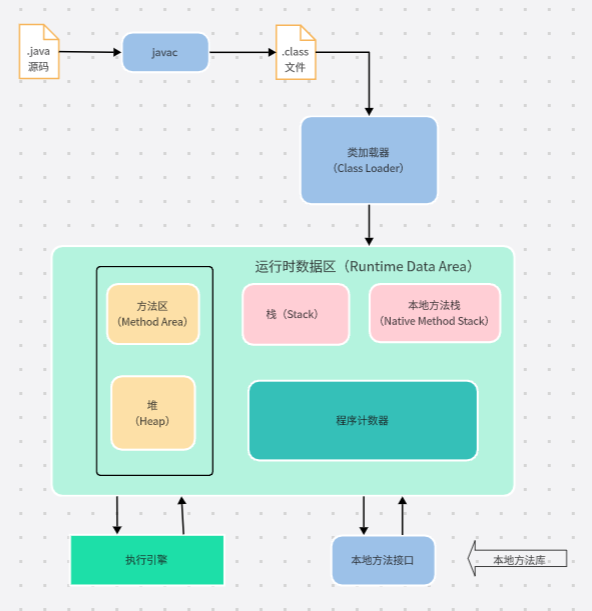 .java
源码
javac
.class
文件
类加载器
（Class Loader）
运行时数据区（Runtime Data Area）
方法区
（Method Area）
栈（Stack）
本地方法栈
（Native Method Stack）
堆
（Heap）
程序计数器
执行引擎
本地方法接口
本地方法库